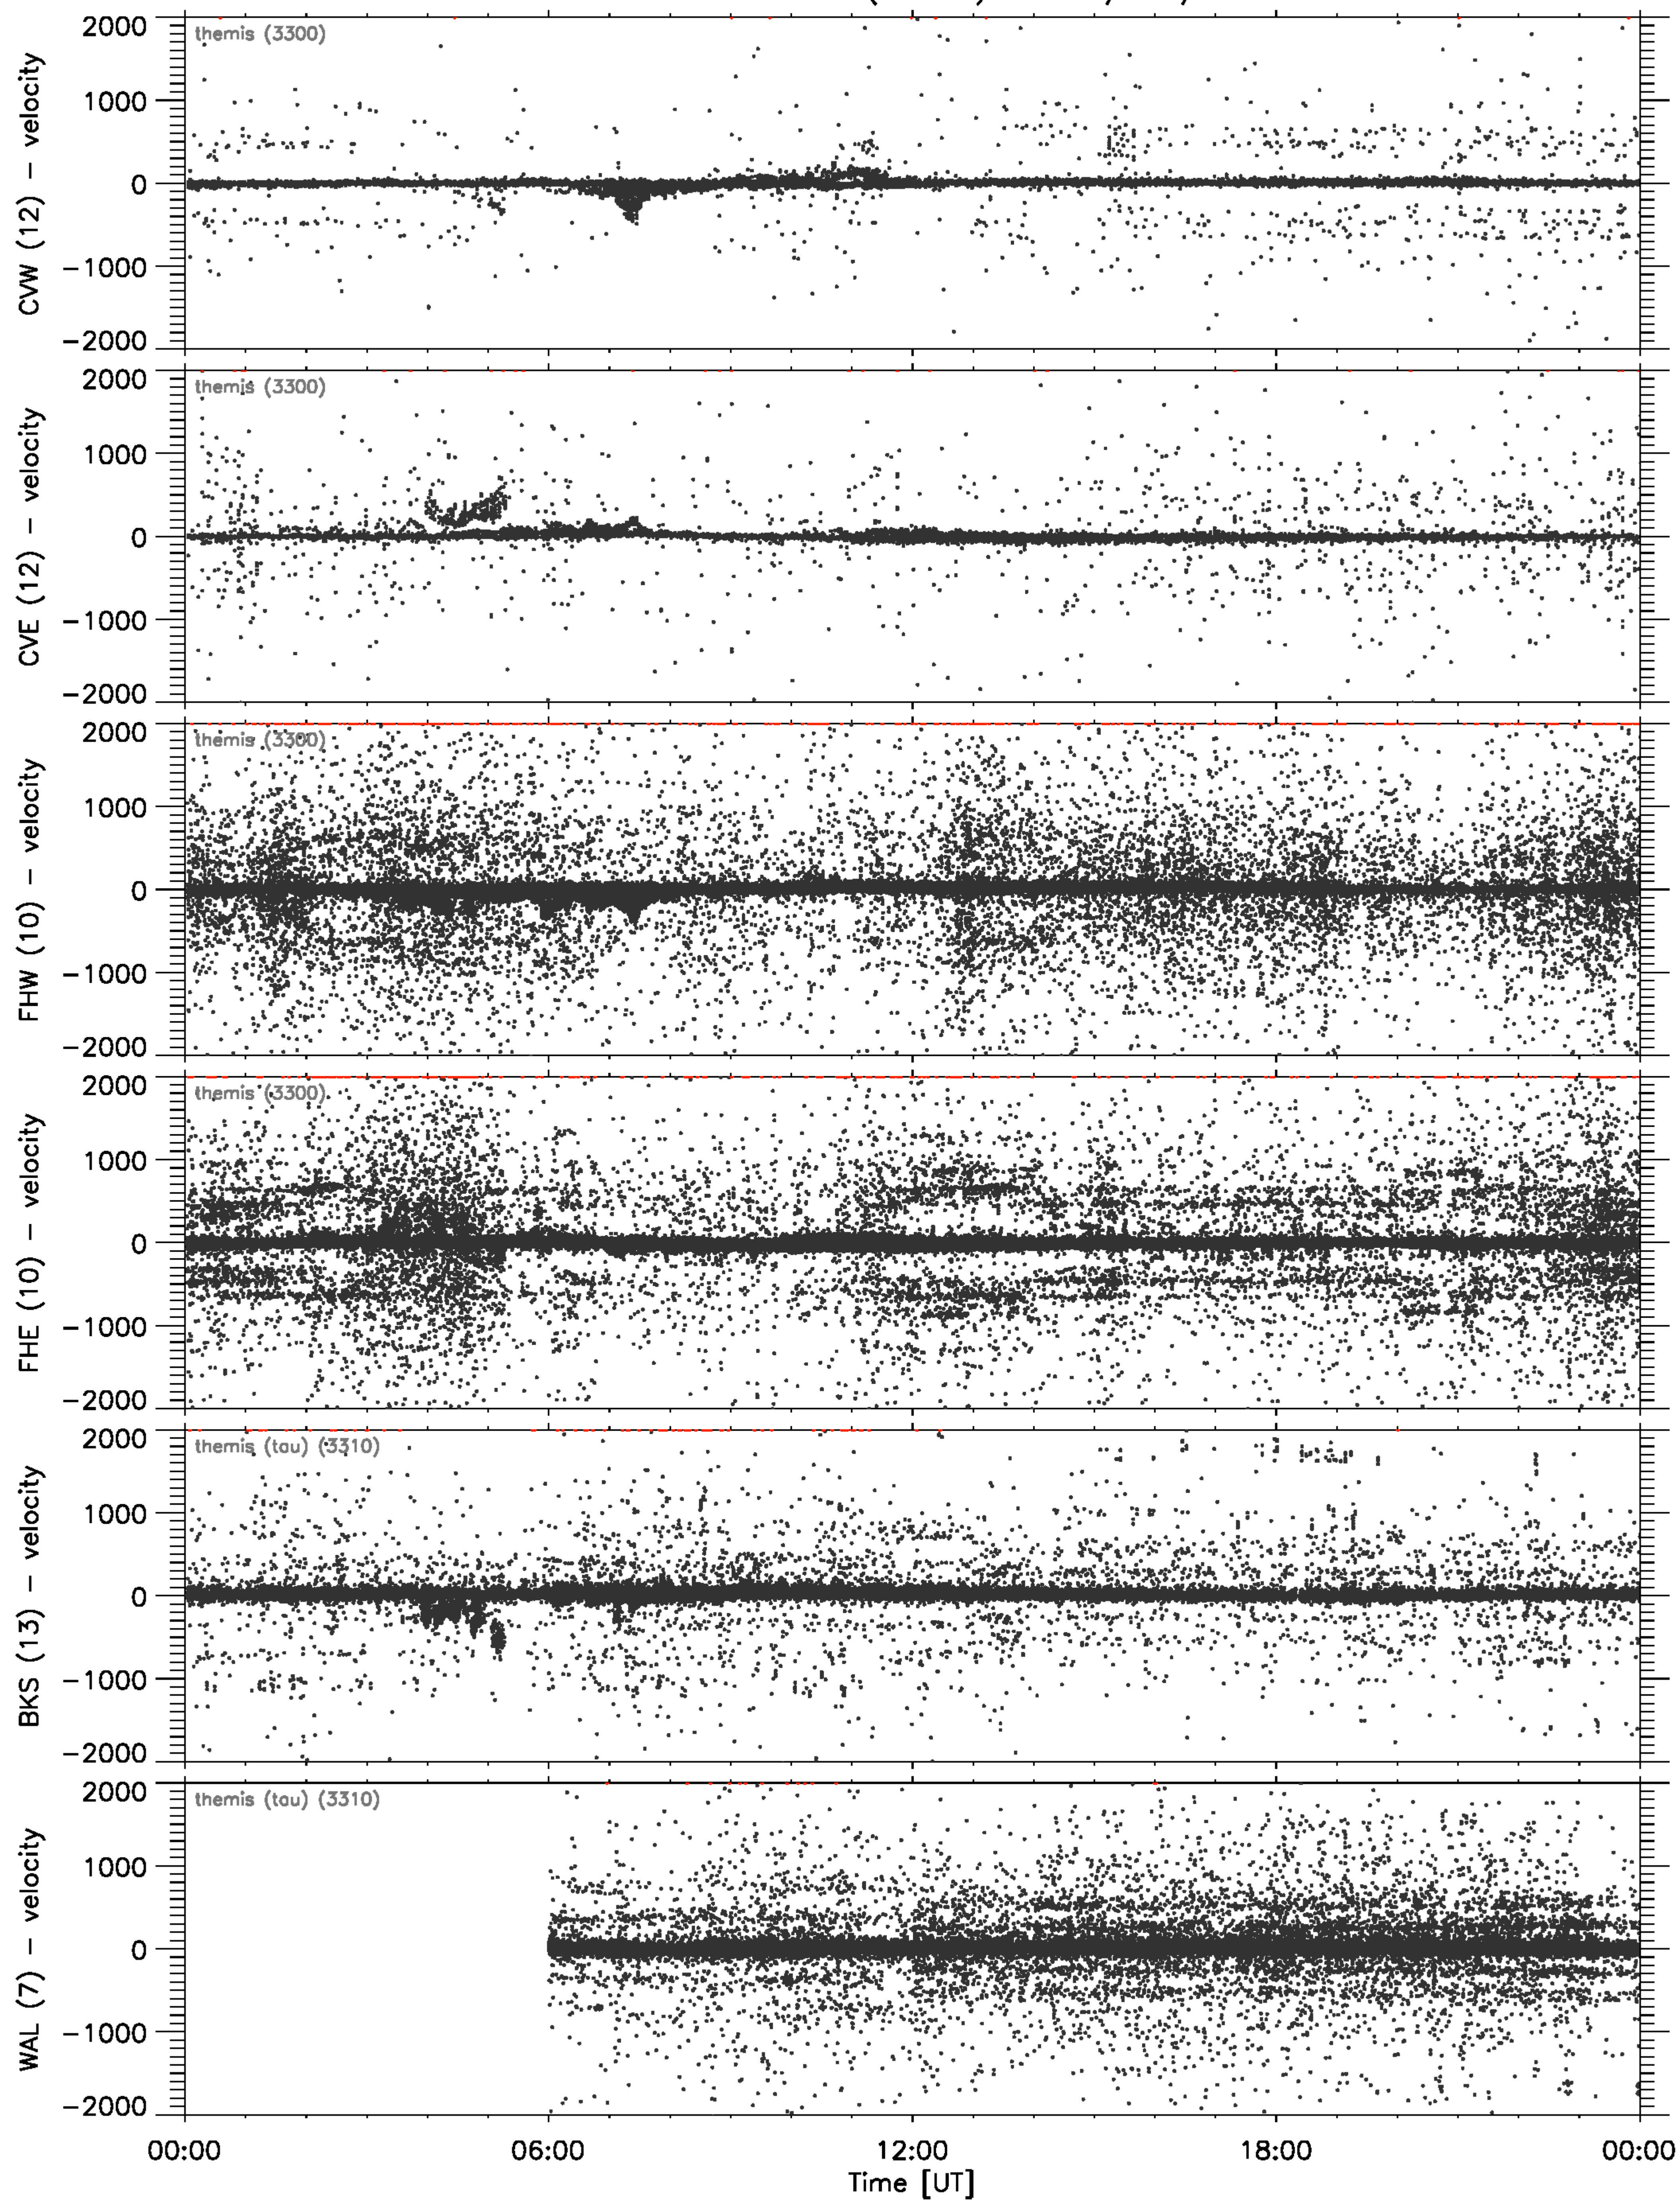 2000
1000
0
−1000
−2000
CVW (12) − velocity
themis (3300)
2000
1000
0
−1000
−2000
CVE (12) − velocity
themis (3300)
2000
1000
0
−1000
−2000
FHW (10) − velocity
themis (3300)
2000
1000
0
−1000
−2000
FHE (10) − velocity
themis (3300)
2000
1000
0
−1000
−2000
BKS (13) − velocity
themis (tau) (3310)
2000
1000
0
−1000
−2000
WAL (7) − velocity
themis (tau) (3310)
00:00 06:00 12:00 18:00 00:00
Time [UT]